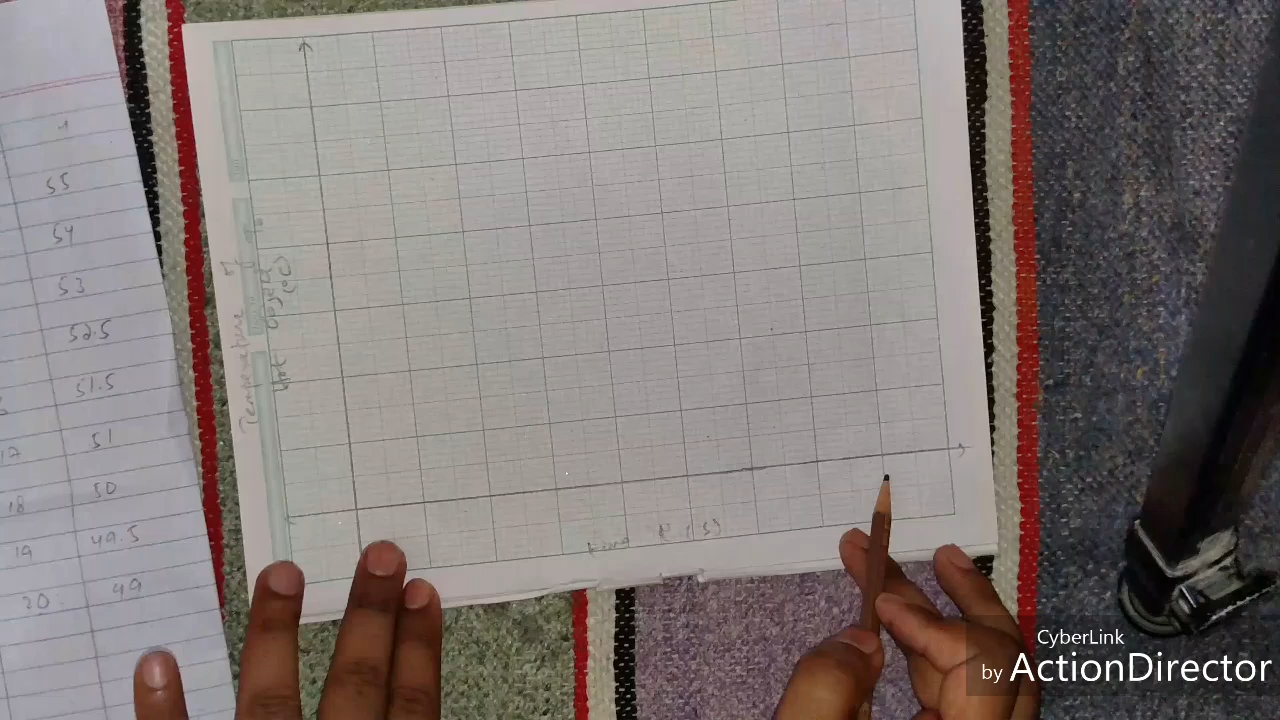 55
54
53
52.5
51.5
17 51
18 50
19 49.5
20 49
Temperature of
Hot object
(°C)
t (s)
CyberLink
by ActionDirector